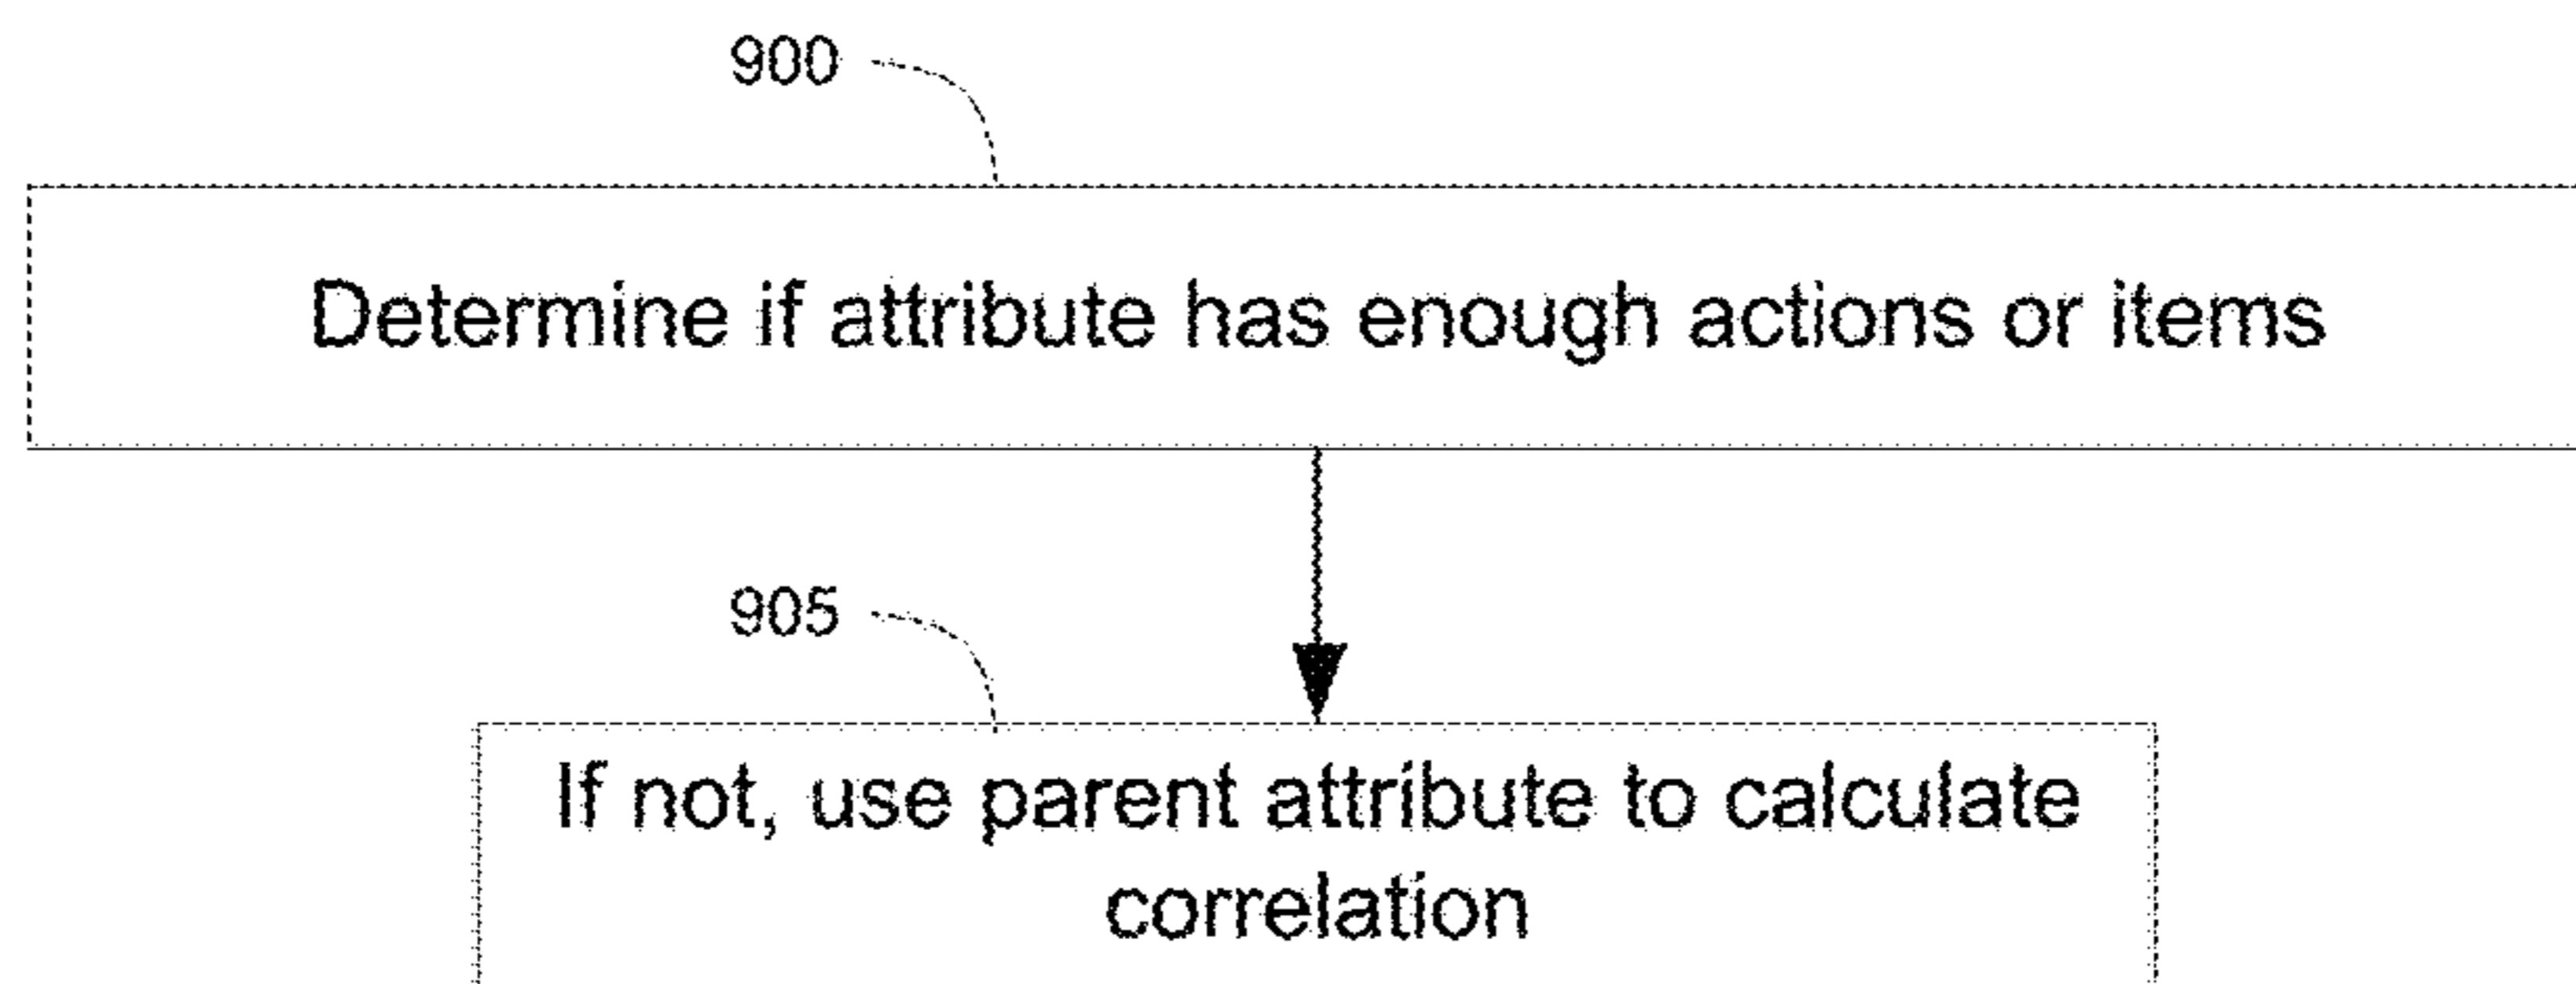 900
Determine if attribute has enough actions or items
905
If not, use parent attribute to calculate
correlation